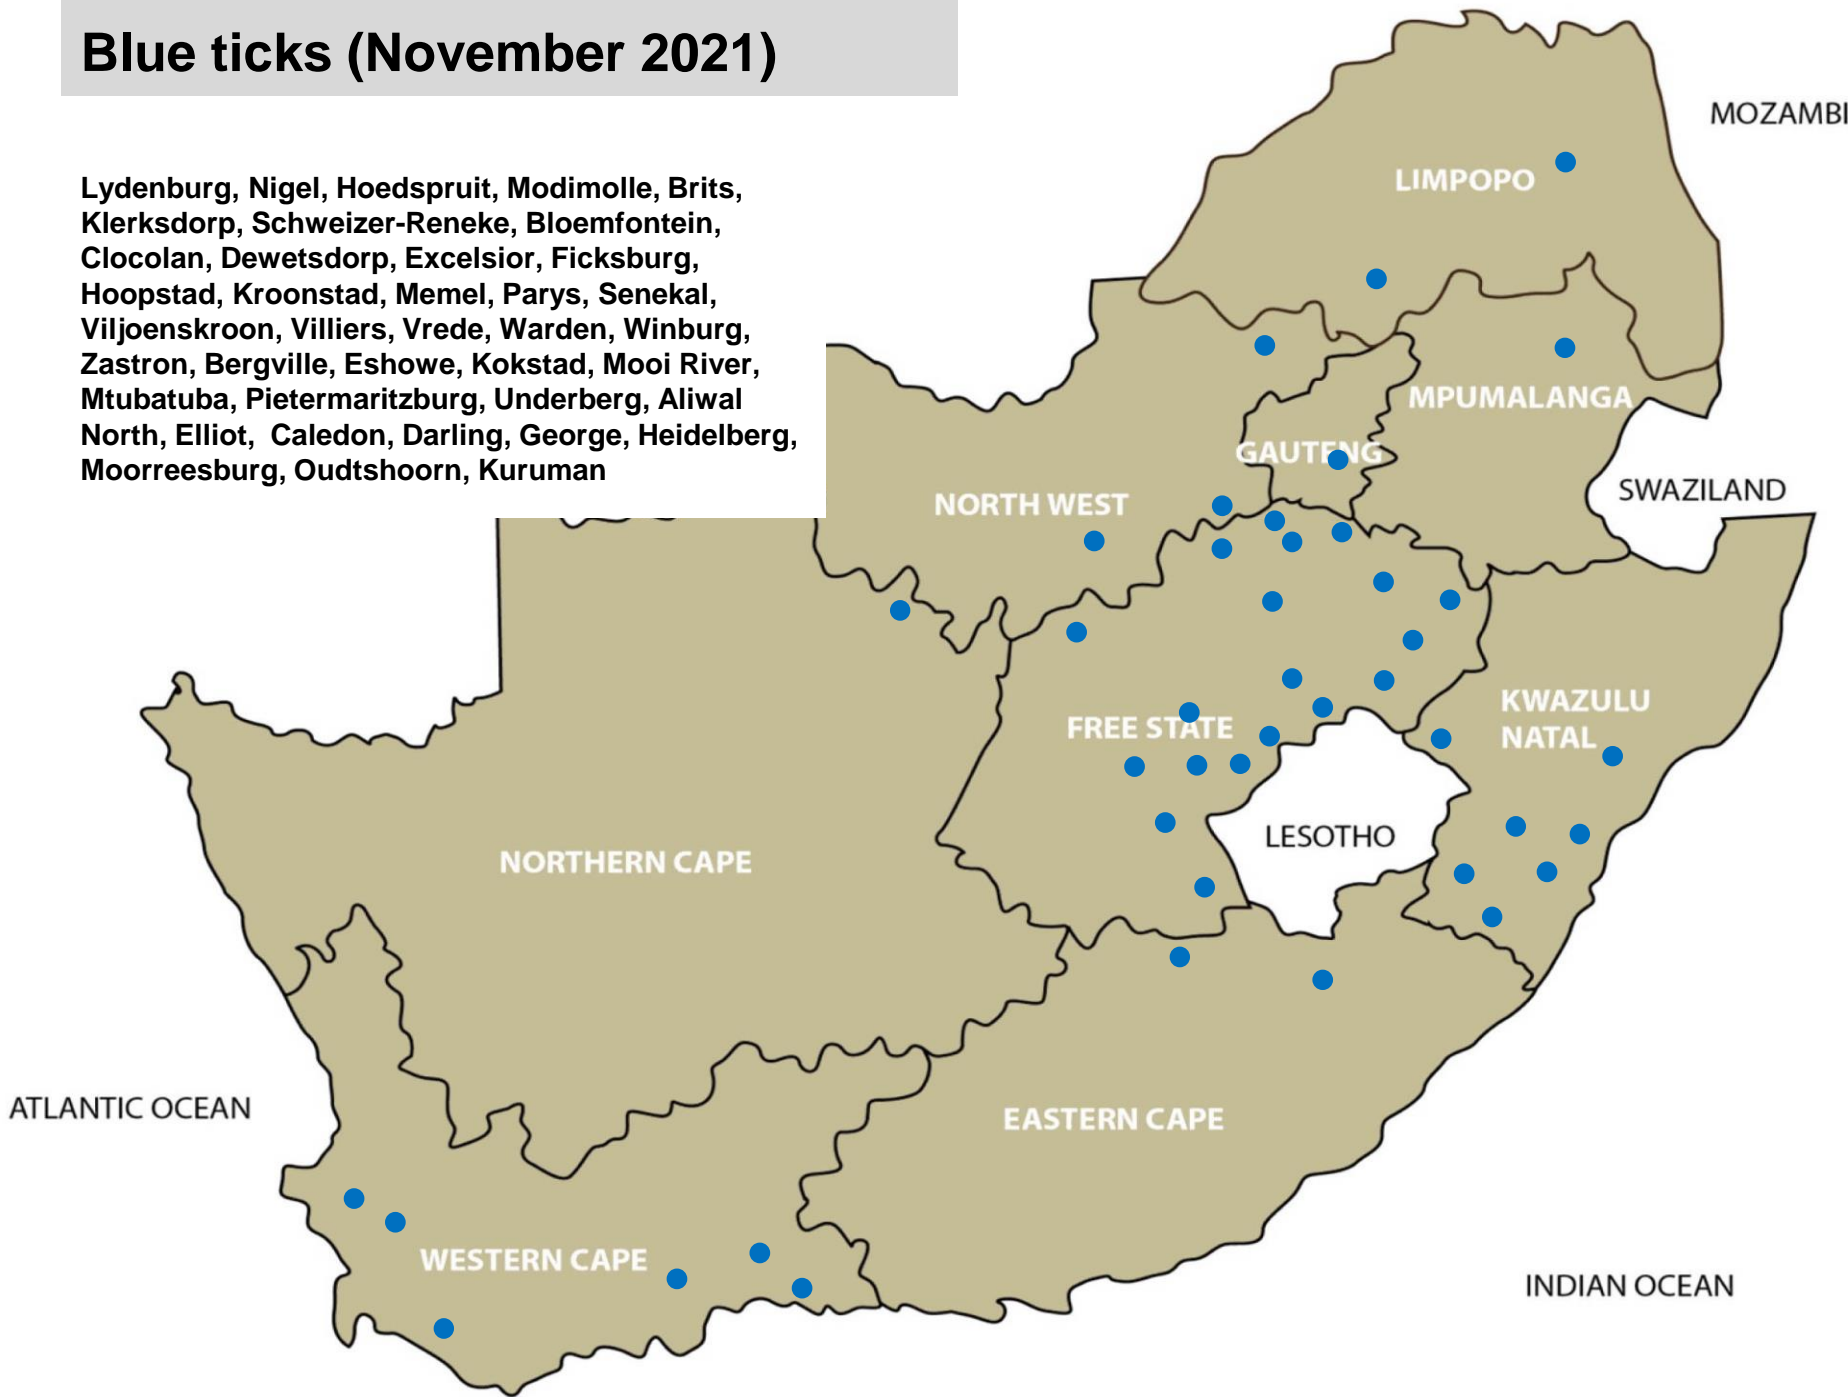 Blue ticks (November 2021)
Lydenburg, Nigel, Hoedspruit, Modimolle, Brits,
Klerksdorp, Schweizer-Reneke, Bloemfontein,
Clocolan, Dewetsdorp, Excelsior, Ficksburg,
Hoopstad, Kroonstad, Memel, Parys, Senekal,
Viljoenskroon, Villiers, Vrede, Warden, Winburg,
Zastron, Bergville, Eshowe, Kokstad, Mooi River,
Mtubatuba, Pietermaritzburg, Underberg, Aliwal
North, Elliot,  Caledon, Darling, George, Heidelberg,
Moorreesburg, Oudtshoorn, Kuruman
MOZAMBI
LIMPOPO
MPUMALANGA
GAUTENG
SWAZILAND
NORTH WEST
KWAZULU
NATAL
FREE STATE
LESOTHO
NORTHERN CAPE
ATLANTIC OCEAN
EASTERN CAPE
WESTERN CAPE
INDIAN OCEAN